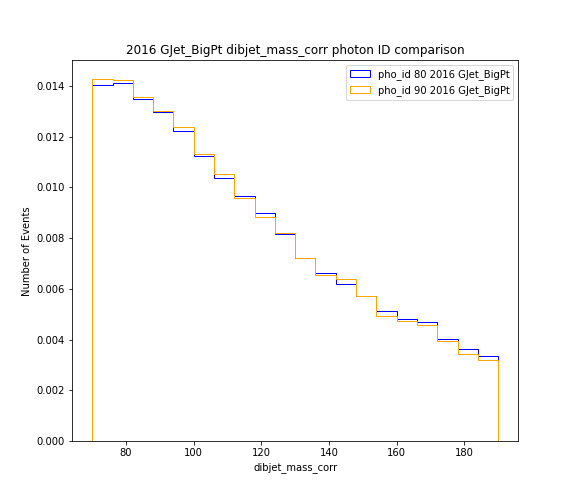 2016 GJet_BigPt dibjet_mass_corr photon ID comparison
pho_id 80 2016 GJet_BigPt
pho_id 90 2016 GJet_BigPt
0.014
0.012
0.010
0.008
0.006
0.004
0.002
0.000
Number of Events
80 100 120 140 160 180
dibjet_mass_corr